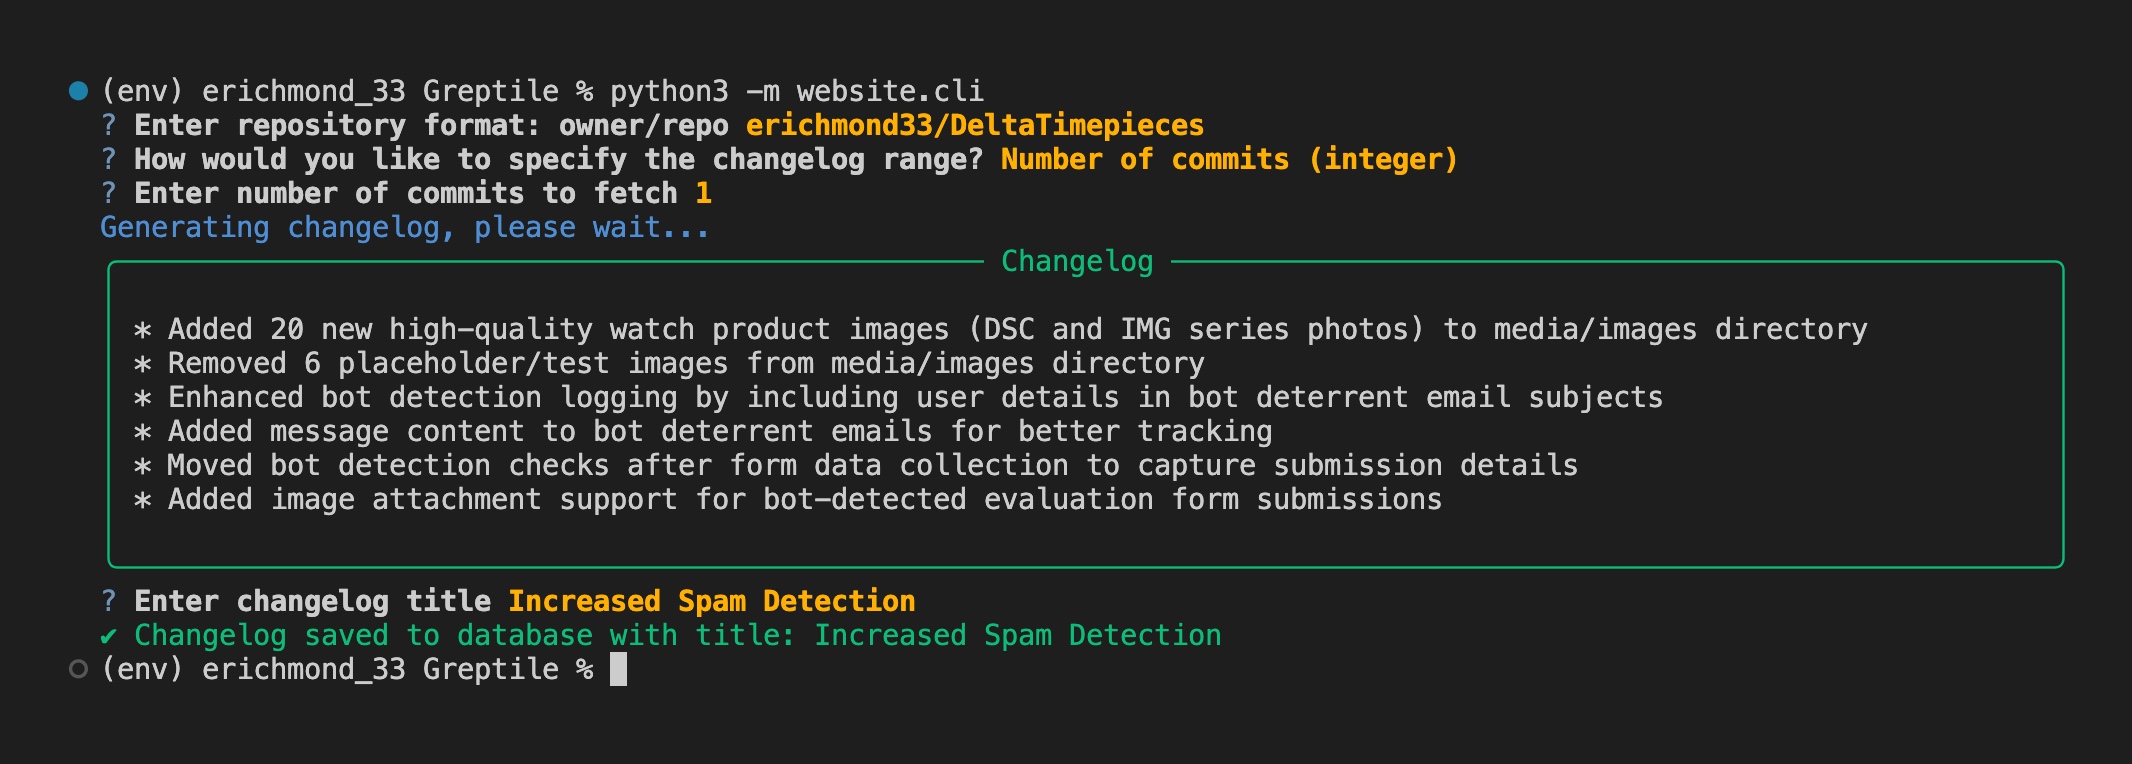 (env) erichmond_33 Greptile % python3 -m website.cli
? Enter repository format: owner/repo erichmond33/DeltaTimepieces
? How would you like to specify the changelog range? Number of commits (integer)
? Enter number of commits to fetch 1
Generating changelog, please wait...
Changelog
* Added 20 new high-quality watch product images (DSC and IMG series photos) to media/images directory
* Removed 6 placeholder/test images from media/images directory
* Enhanced bot detection logging by including user details in bot deterrent email subjects
* Added message content to bot deterrent emails for better tracking
* Moved bot detection checks after form data collection to capture submission details
* Added image attachment support for bot-detected evaluation form submissions
? Enter changelog title Increased Spam Detection
✔ Changelog saved to database with title: Increased Spam Detection
(env) erichmond_33 Greptile %